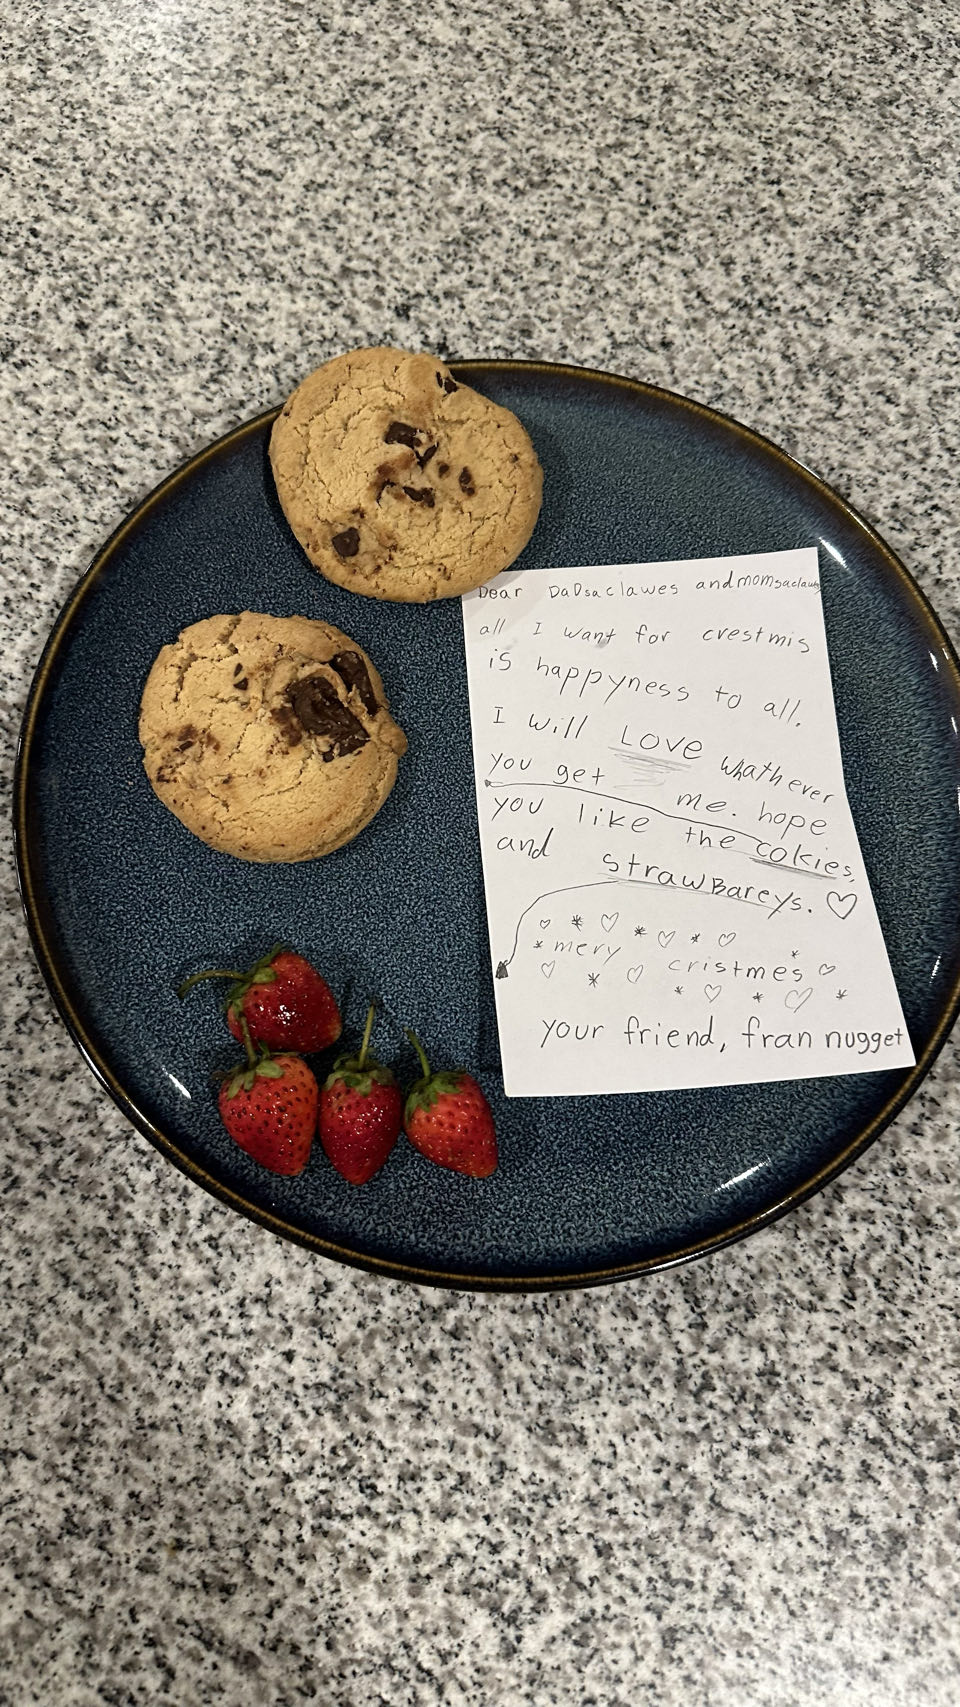 Dear DaDsaclawes and momsaclaws
all I want for crestmis
is happyness to all.
I will LOVE whathever
you get me. hope
you like the cokies,
and strawBareys. ♡
mery cristmes
your friend, fran nugget